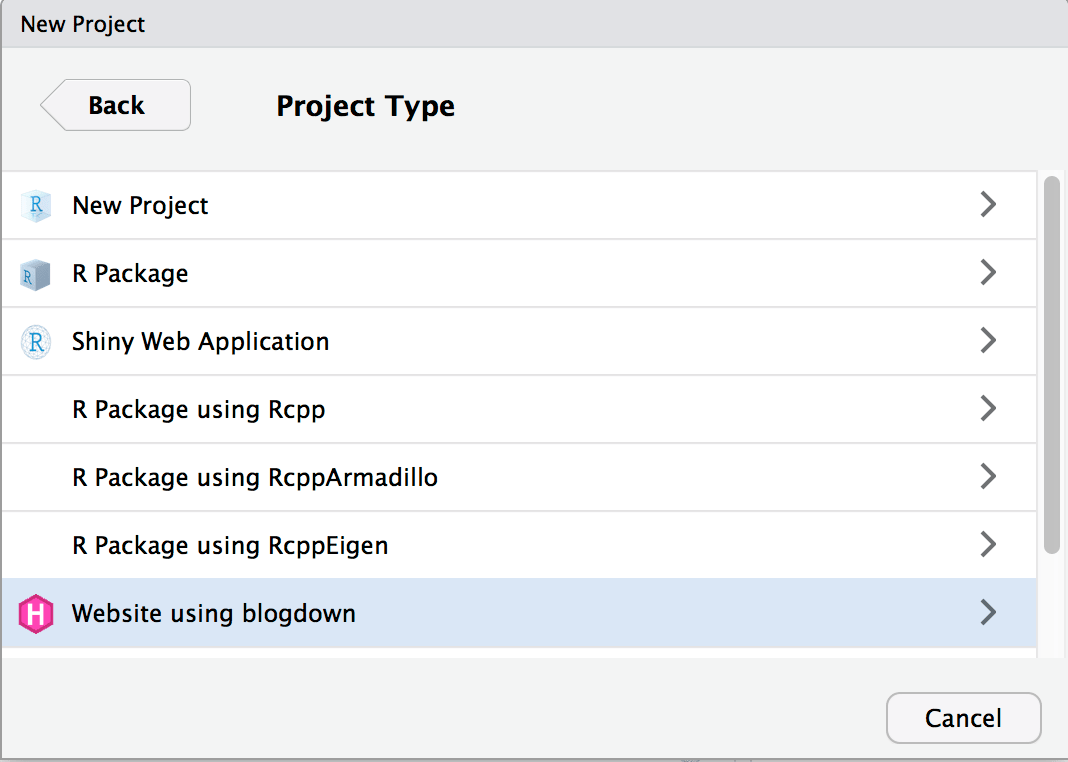 New Project
Back
Project Type
R
New Project
R
R Package
R
Shiny Web Application
R Package using Rcpp
R Package using RcppArmadillo
R Package using RcppEigen
H
Website using blogdown
Cancel